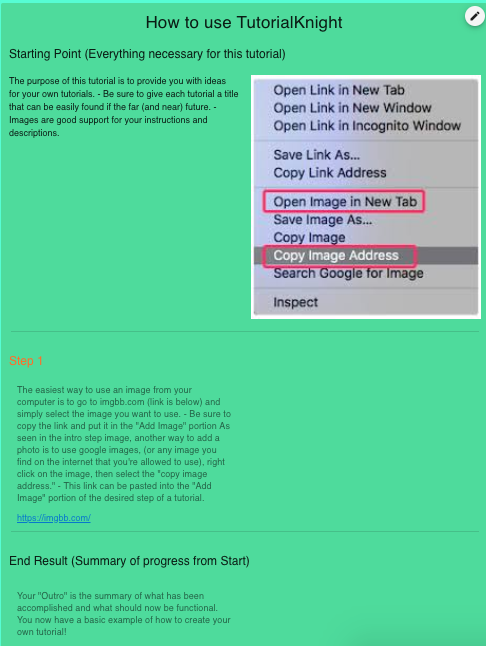 How to use TutorialKnight
Starting Point (Everything necessary for this tutorial)
The purpose of this tutorial is to provide you with ideas
for your own tutorials. - Be sure to give each tutorial a title
that can be easily found if the far (and near) future. -
Images are good support for your instructions and
descriptions.
Open Link in New Tab
Open Link in New Window
Open Link in Incognito Window
Save Link As...
Copy Link Address
Open Image in New Tab
Save Image As...
Copy Image
Copy Image Address
Search Google for Image
Inspect
Step 1
The easiest way to use an image from your
computer is to go to imgbb.com (link is below) and
simply select the image you want to use. - Be sure to
copy the link and put it in the "Add Image" portion As
seen in the intro step image, another way to add a
photo is to use google images, (or any image you
find on the internet that you're allowed to use), right
click on the image, then select the "copy image
address." - This link can be pasted into the "Add
Image" portion of the desired step of a tutorial.
https://imgbb.com/
End Result (Summary of progress from Start)
Your "Outro" is the summary of what has been
accomplished and what should now be functional.
You now have a basic example of how to create your
own tutorial!